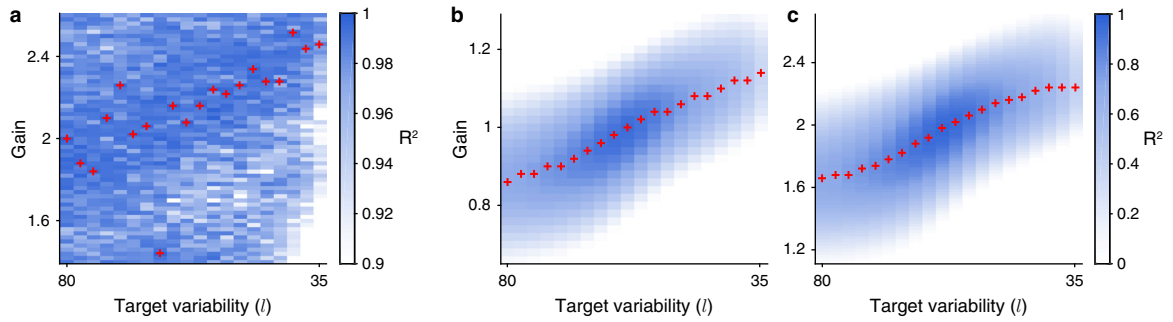 a
2.6
2
1.6
Gain
80
35
Target variability (l)
1
0.98
0.96
0.94
0.92
0.9
R²
b
1.2
1
0.8
Gain
80
35
Target variability (l)
c
2.4
2
1.6
1.2
80
35
Target variability (l)
1
0.8
0.6
0.4
0.2
0
R²